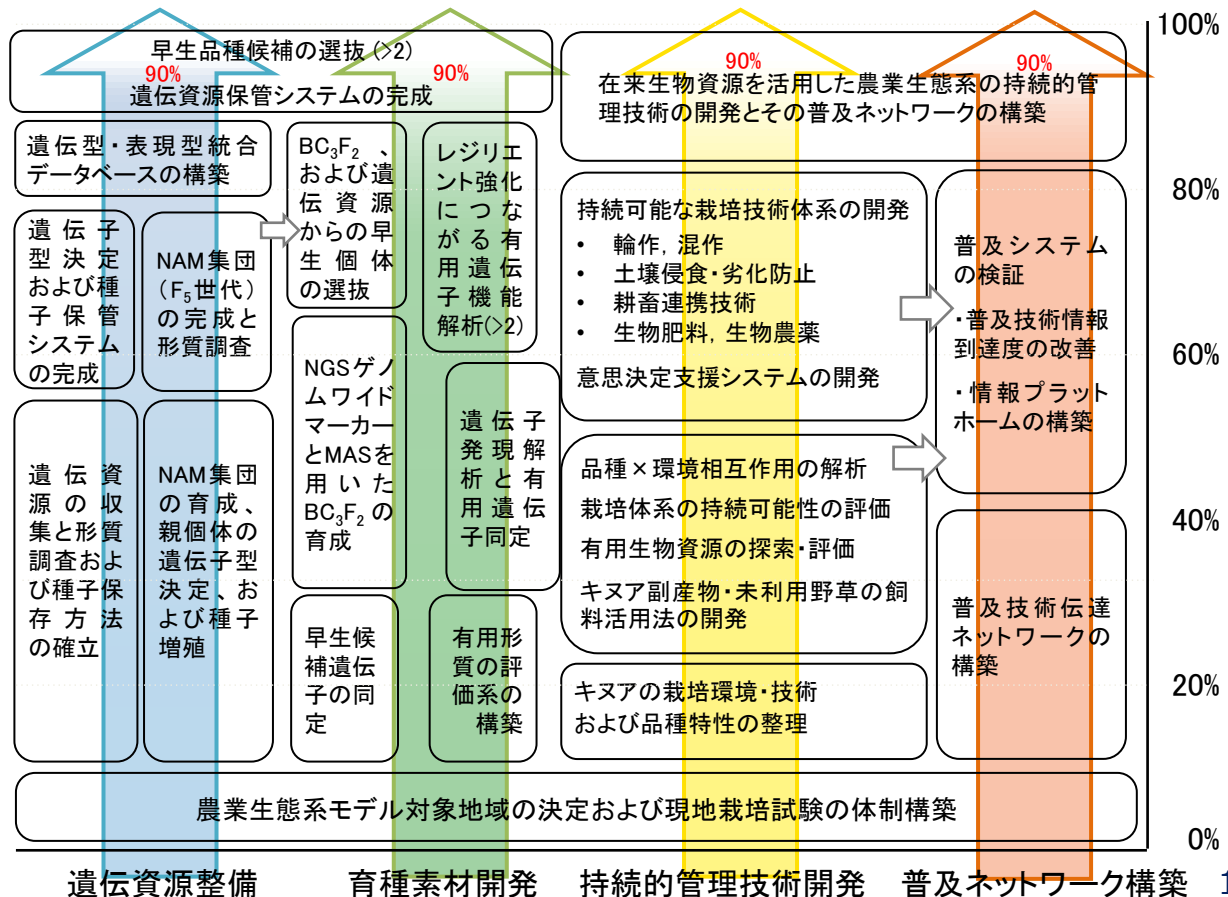 早生品種候補の選抜(>2)
90%
90%
遺伝資源保管システムの完成
90%
90%
在来生物資源を活用した農業生態系の持続的管
理技術の開発とその普及ネットワークの構築
100%
遺伝型・表現型統合
データベースの構築
BC₃F₂、
および遺
伝資源
からの早
生個体
の選抜
レジリエ
ント強化
につな
がる有
用遺伝
子機能
解析(>2)
遺伝子
型決定
および種
子保管
システム
の完成
NAM集団
(F₅世代)
の完成と
形質調査
持続可能な栽培技術体系の開発
• 輪作, 混作
• 土壌侵食・劣化防止
• 耕畜連携技術
• 生物肥料, 生物農薬
意思決定支援システムの開発
普及システム
の検証
・普及技術情報
到達度の改善
・情報プラット
ホームの構築
80%
60%
NGSゲノ
ムワイド
マーカー
とMASを
用いた
BC₃F₂の
育成
遺伝子
発現解
析と有
用遺伝
子同定
遺伝資
源の収
集と形質
調査およ
び種子保
存方法
の確立
NAM集団
の育成、
親個体の
遺伝子型
決定、お
よび種子
増殖
品種×環境相互作用の解析
栽培体系の持続可能性の評価
有用生物資源の探索・評価
キヌア副産物・未利用野草の飼
料活用法の開発
40%
早生候
補遺伝
子の同
定
有用形
質の評
価系の
構築
キヌアの栽培環境・技術
および品種特性の整理
普及技術伝達
ネットワークの
構築
20%
農業生態系モデル対象地域の決定および現地栽培試験の体制構築
0%
遺伝資源整備
育種素材開発
持続的管理技術開発
普及ネットワーク構築